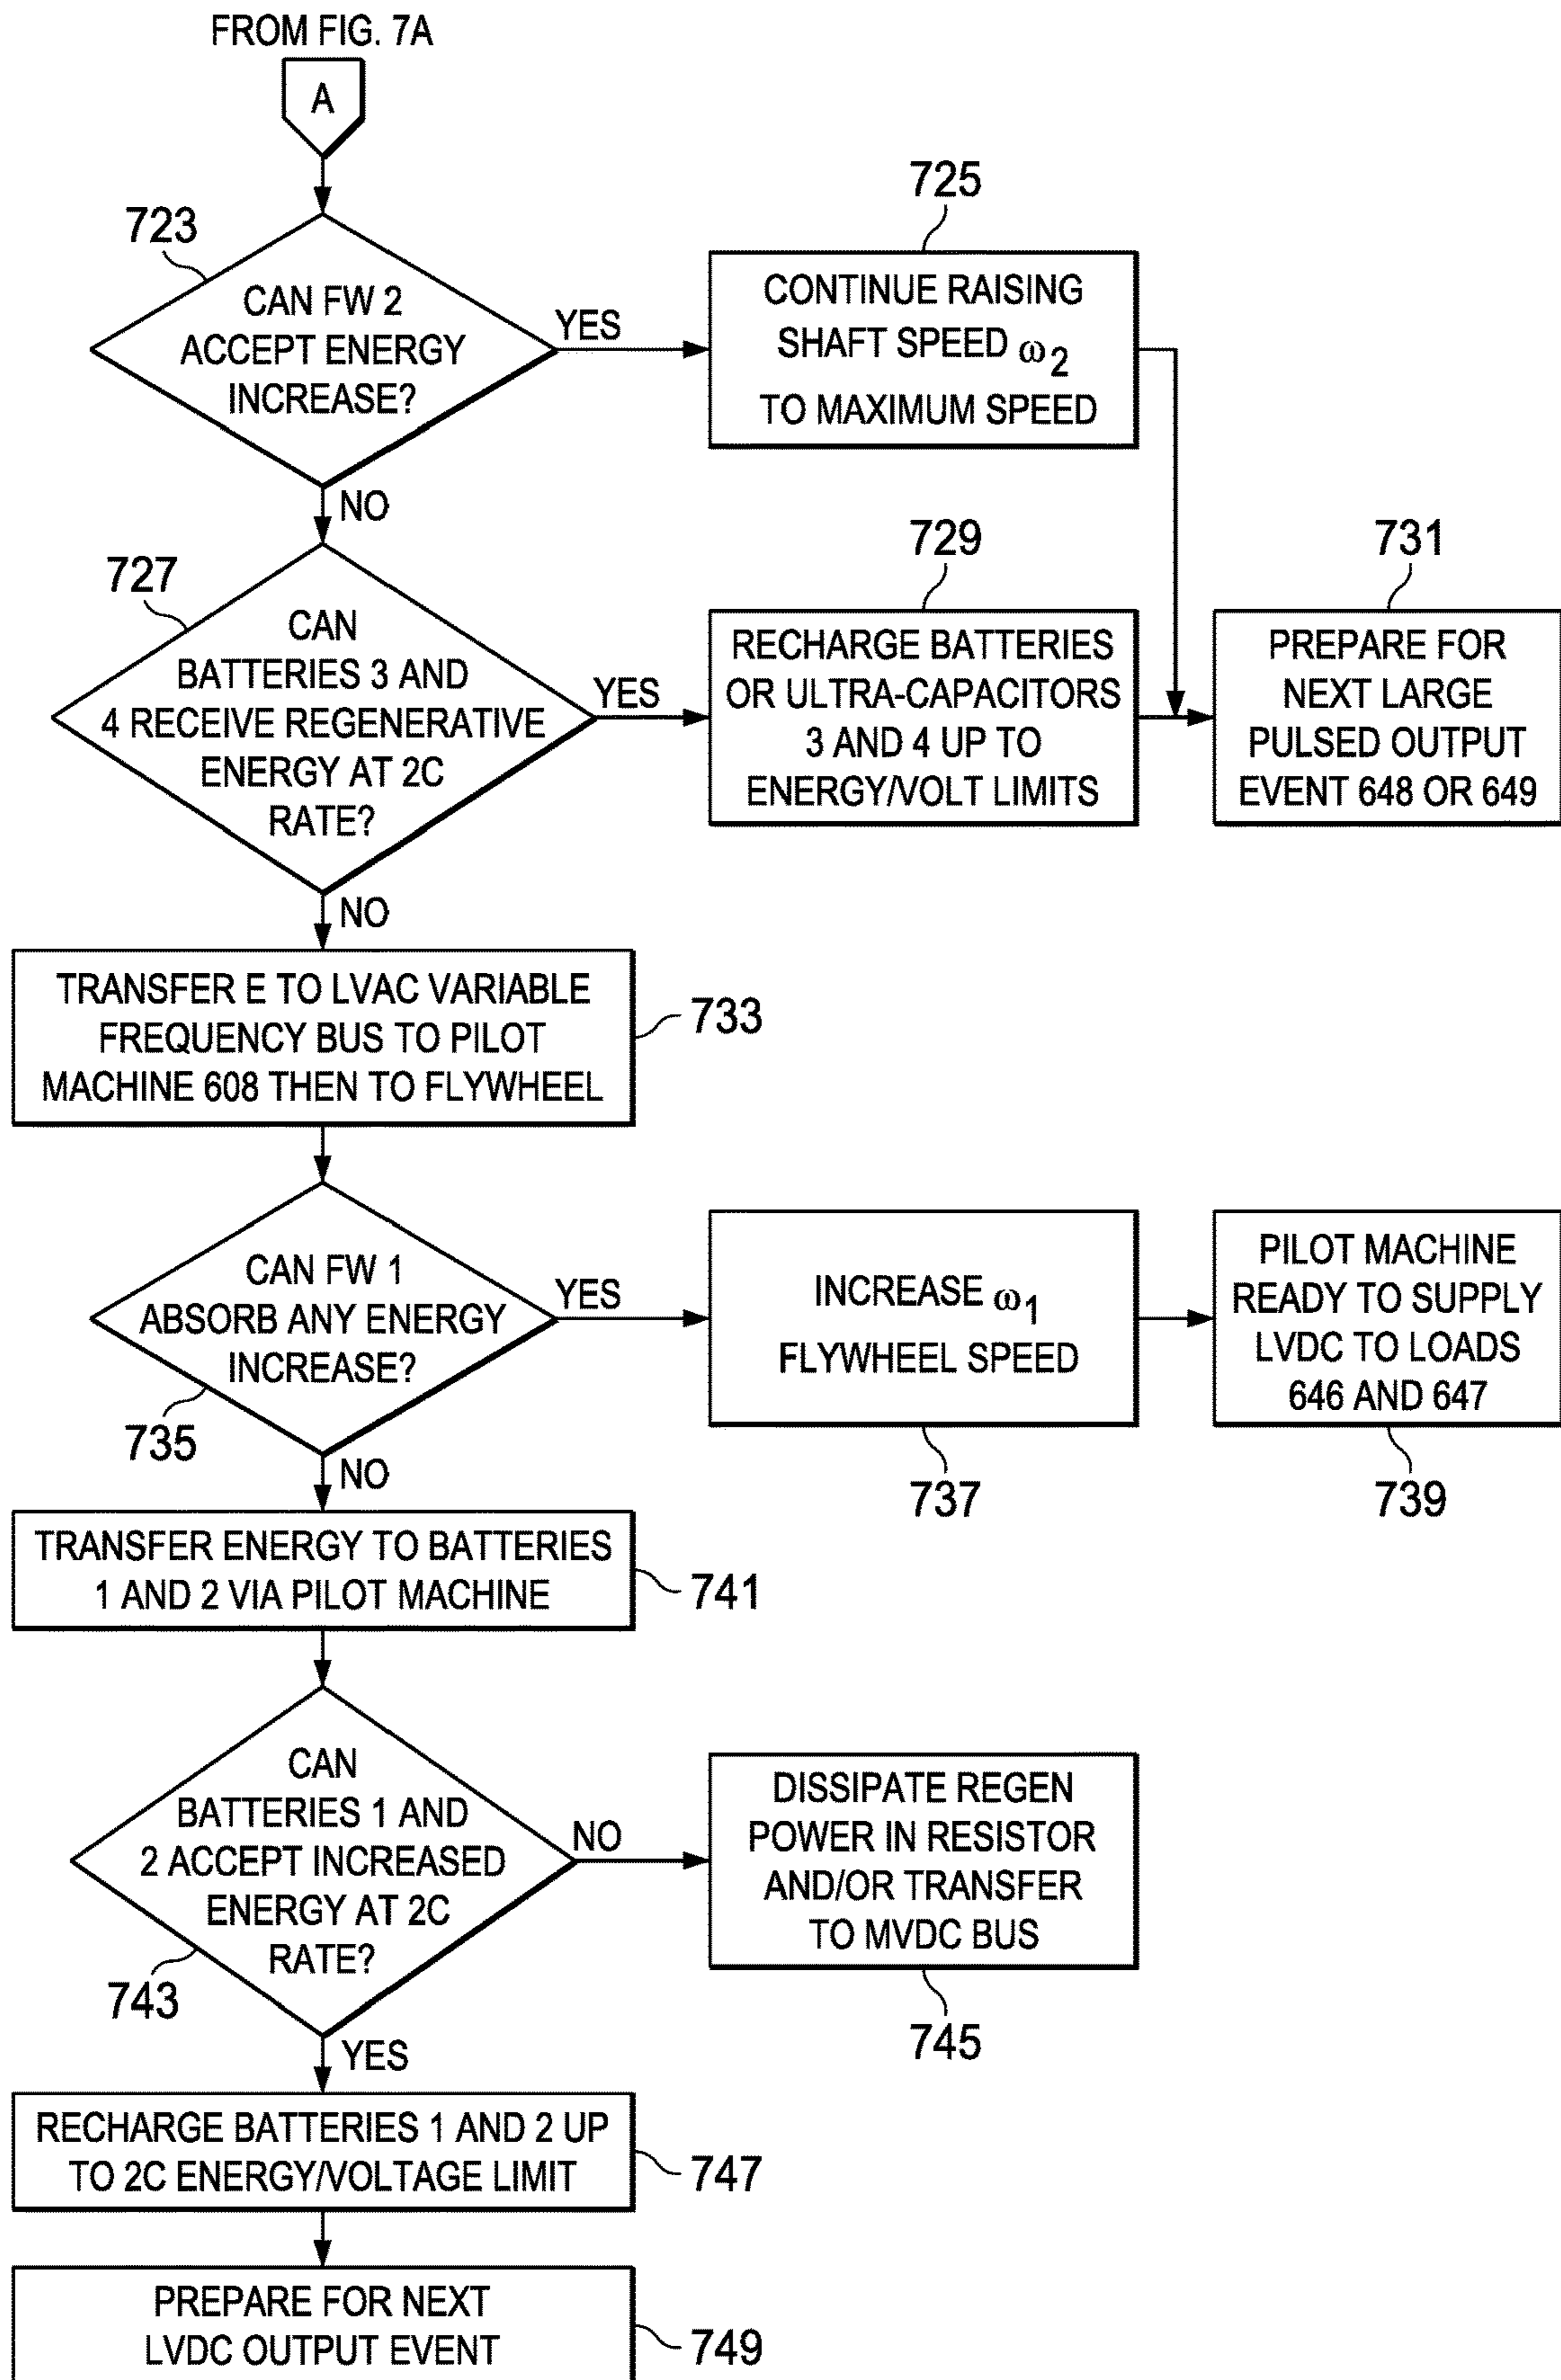 FROM FIG. 7A
A
723
CAN FW 2
ACCEPT ENERGY
INCREASE?
YES
NO
725
CONTINUE RAISING
SHAFT SPEED ω2
TO MAXIMUM SPEED
727
CAN
BATTERIES 3 AND
4 RECEIVE REGENERATIVE
ENERGY AT 2C
RATE?
YES
NO
729
RECHARGE BATTERIES
OR ULTRA-CAPACITORS
3 AND 4 UP TO
ENERGY/VOLT LIMITS
731
PREPARE FOR
NEXT LARGE
PULSED OUTPUT
EVENT 648 OR 649
TRANSFER E TO LVAC VARIABLE
FREQUENCY BUS TO PILOT
MACHINE 608 THEN TO FLYWHEEL
733
CAN FW 1
ABSORB ANY ENERGY
INCREASE?
735
YES
NO
INCREASE ω1
FLYWHEEL SPEED
737
PILOT MACHINE
READY TO SUPPLY
LVDC TO LOADS
646 AND 647
739
TRANSFER ENERGY TO BATTERIES
1 AND 2 VIA PILOT MACHINE
741
CAN
BATTERIES 1 AND
2 ACCEPT INCREASED
ENERGY AT 2C
RATE?
743
NO
YES
DISSIPATE REGEN
POWER IN RESISTOR
AND/OR TRANSFER
TO MVDC BUS
745
RECHARGE BATTERIES 1 AND 2 UP
TO 2C ENERGY/VOLTAGE LIMIT
747
PREPARE FOR NEXT
LVDC OUTPUT EVENT
749